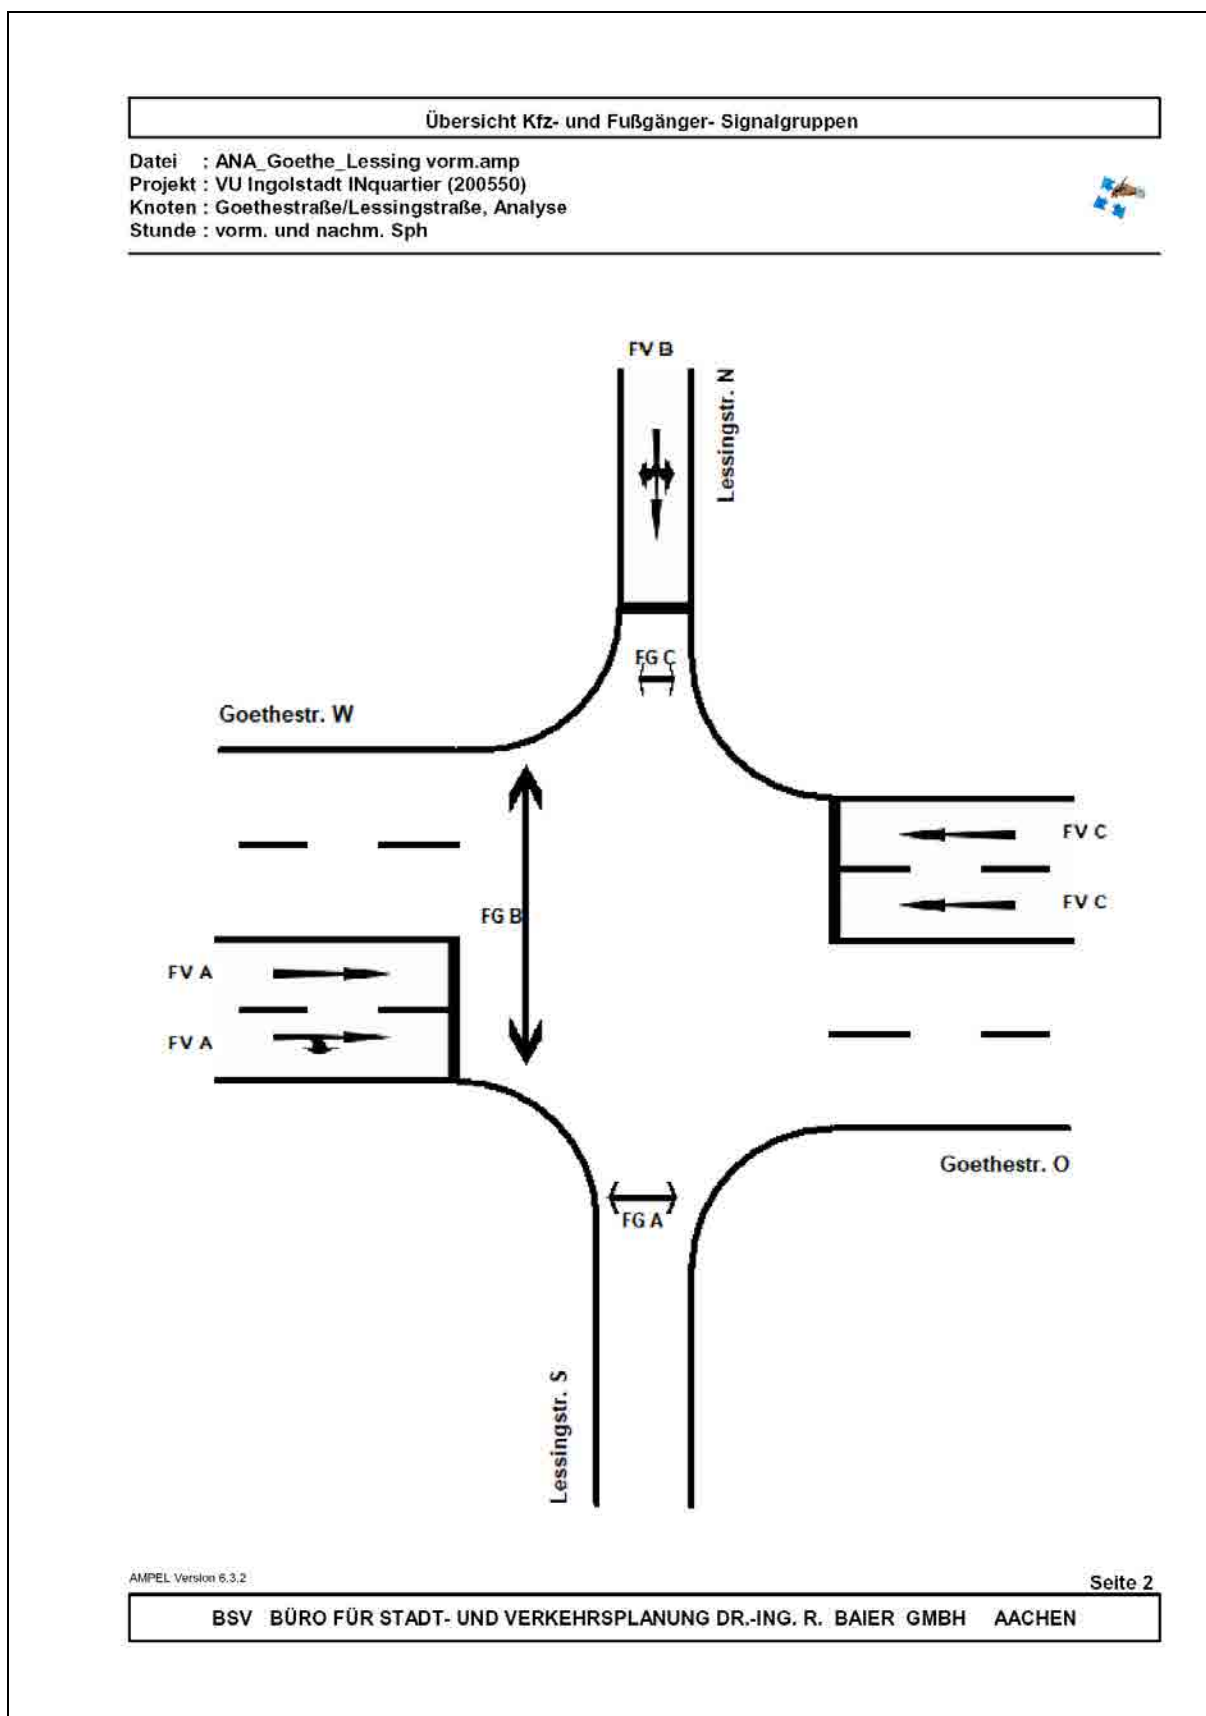 Übersicht Kfz- und Fußgänger- Signalgruppen
Datei : ANA_Goethe_Lessing vorm.amp
Projekt : VU Ingolstadt INquartier (200550)
Knoten : Goethestraße/Lessingstraße, Analyse
Stunde : vorm. und nachm. Sph
FV B
Lessingstr. N
FG C
Goethestr. W
FV C
FV C
FG B
FV A
FV A
Goethestr. O
FG A
Lessingstr. S
AMPEL Version 6.3.2
Seite 2
BSV BÜRO FÜR STADT- UND VERKEHRSPLANUNG DR.-ING. R. BAIER GMBH AACHEN